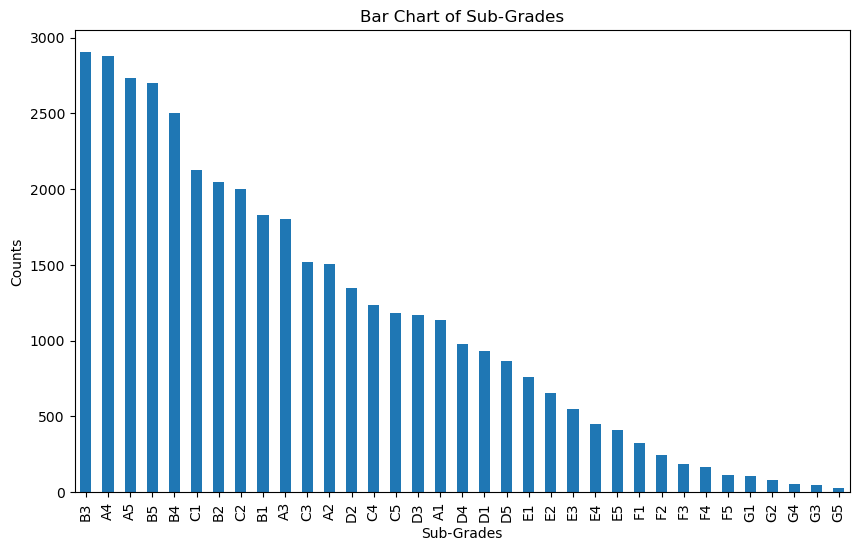 Bar Chart of Sub-Grades
3000
2500
2000
1500
1000
500
0
Counts
B3 A4 A5 B5 B4 C1 B2 C2 B1 A3 C3 A2 D2 C4 C5 D3 A1 D4 D1 D5 E1 E2 E3 E4 E5 F1 F2 F3 F4 F5 G1 G2 G4 G3 G5
Sub-Grades